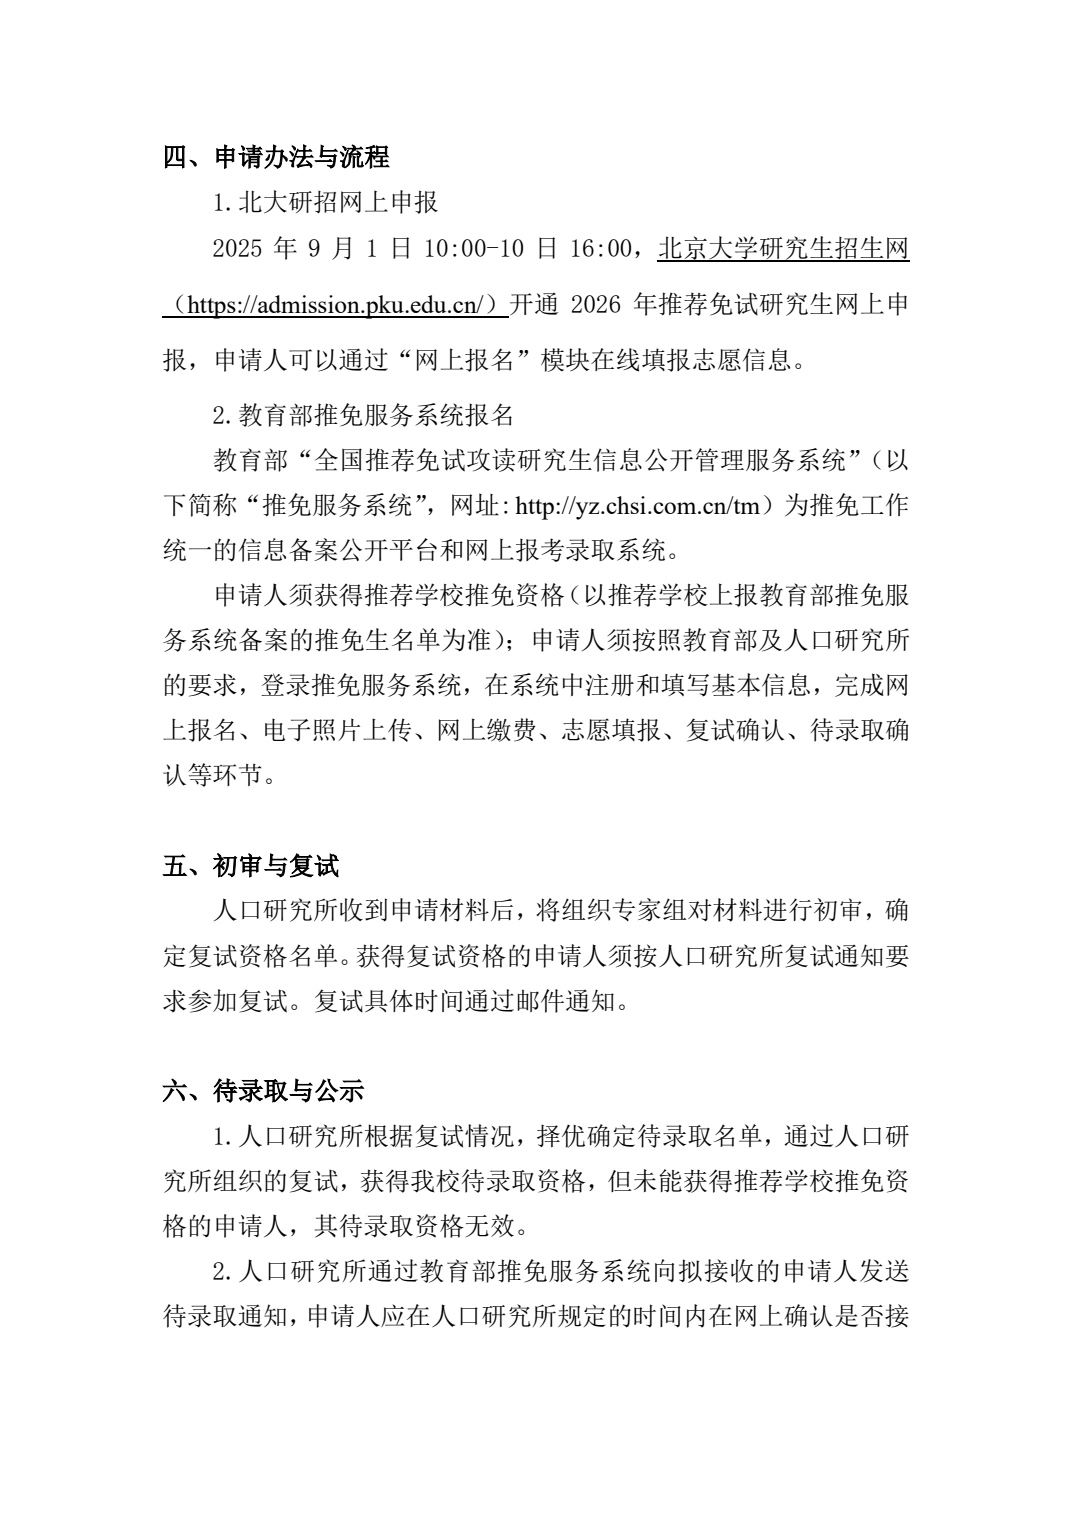 四、申请办法与流程
1.北大研招网上申报
2025 年 9 月 1 日 10:00-10 日 16:00，北京大学研究生招生网
（https://admission.pku.edu.cn/）开通 2026 年推荐免试研究生网上申
报，申请人可以通过“网上报名”模块在线填报志愿信息。
2.教育部推免服务系统报名
教育部“全国推荐免试攻读研究生信息公开管理服务系统”（以
下简称“推免服务系统”，网址：http://yz.chsi.com.cn/tm）为推免工作
统一的信息备案公开平台和网上报考录取系统。
申请人须获得推荐学校推免资格（以推荐学校上报教育部推免服
务系统备案的推免生名单为准）；申请人须按照教育部及人口研究所
的要求，登录推免服务系统，在系统中注册和填写基本信息，完成网
上报名、电子照片上传、网上缴费、志愿填报、复试确认、待录取确
认等环节。
五、初审与复试
人口研究所收到申请材料后，将组织专家组对材料进行初审，确
定复试资格名单。获得复试资格的申请人须按人口研究所复试通知要
求参加复试。复试具体时间通过邮件通知。
六、待录取与公示
1.人口研究所根据复试情况，择优确定待录取名单，通过人口研
究所组织的复试，获得我校待录取资格，但未能获得推荐学校推免资
格的申请人，其待录取资格无效。
2.人口研究所通过教育部推免服务系统向拟接收的申请人发送
待录取通知，申请人应在人口研究所规定的时间内在网上确认是否接